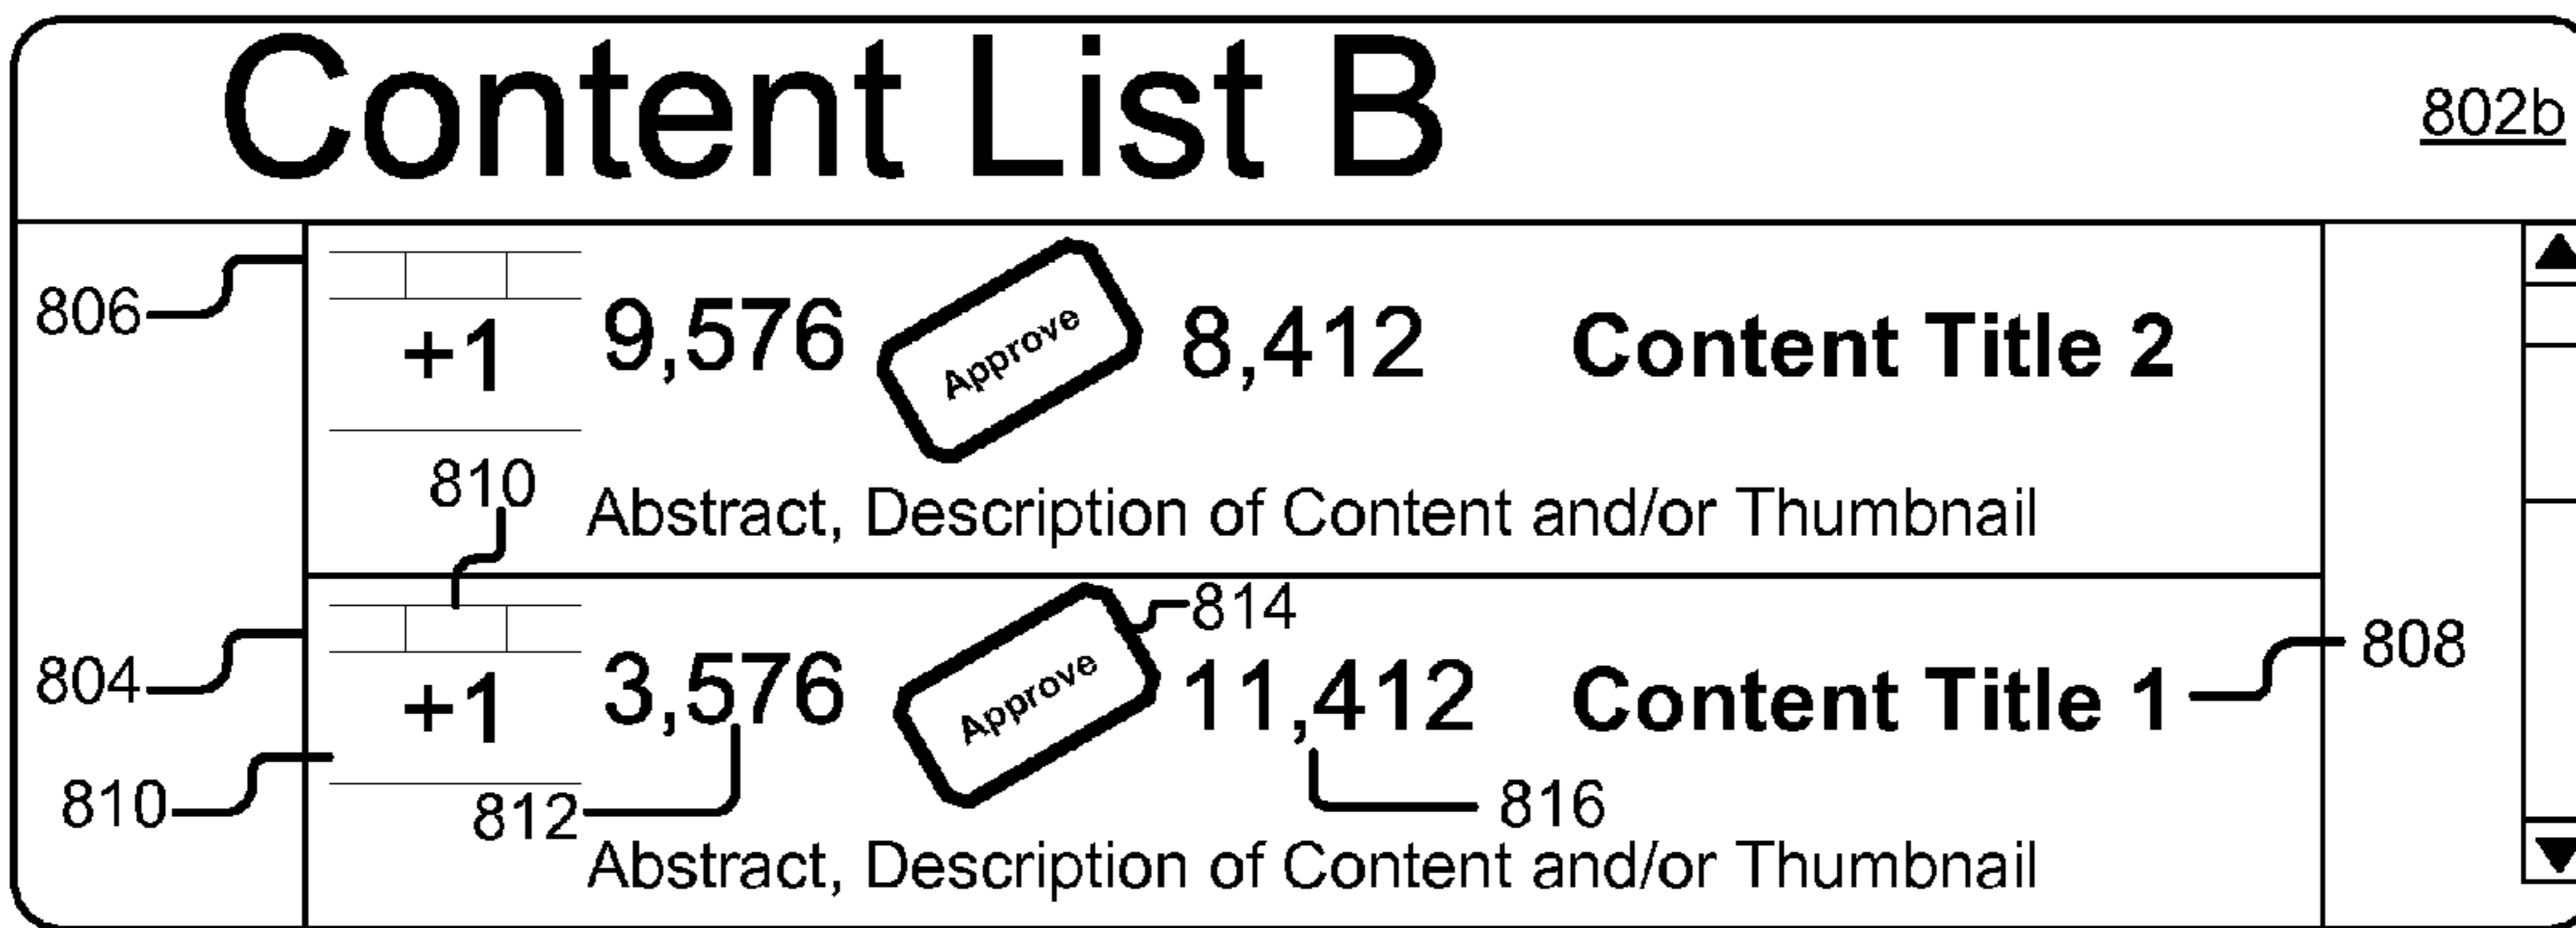 Content List B
802b
806
+1 9,576 Approve 8,412 Content Title 2
810
Abstract, Description of Content and/or Thumbnail
814
804
+1 3,576 Approve 11,412 Content Title 1
808
810
812
816
Abstract, Description of Content and/or Thumbnail